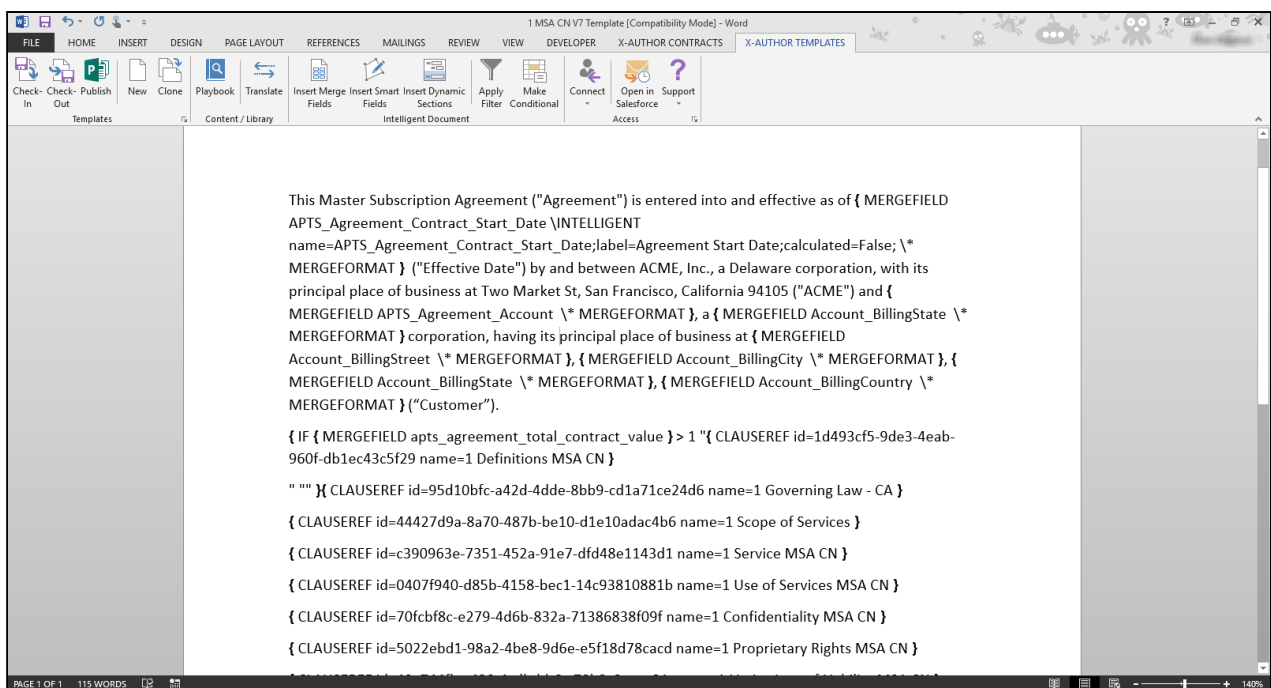 1 MSA CN V7 Template [Compatibility Mode] - Word
FILE HOME INSERT DESIGN PAGE LAYOUT REFERENCES MAILINGS REVIEW VIEW DEVELOPER X-AUTHOR CONTRACTS X-AUTHOR TEMPLATES
Check- Check- Publish New Clone Playbook Translate Insert Merge Insert Smart Insert Dynamic Apply Make Connect Open in Support
In Out Fields Fields Sections Filter Conditional Salesforce
Templates Content / Library Intelligent Document Access
This Master Subscription Agreement ("Agreement") is entered into and effective as of { MERGEFIELD
APTS_Agreement_Contract_Start_Date \INTELLIGENT
name=APTS_Agreement_Contract_Start_Date;label=Agreement Start Date;calculated=False; \*
MERGEFORMAT } ("Effective Date") by and between ACME, Inc., a Delaware corporation, with its
principal place of business at Two Market St, San Francisco, California 94105 ("ACME") and {
MERGEFIELD APTS_Agreement_Account \* MERGEFORMAT }, a { MERGEFIELD Account_BillingState \*
MERGEFORMAT } corporation, having its principal place of business at { MERGEFIELD
Account_BillingStreet \* MERGEFORMAT }, { MERGEFIELD Account_BillingCity \* MERGEFORMAT }, {
MERGEFIELD Account_BillingState \* MERGEFORMAT }, { MERGEFIELD Account_BillingCountry \*
MERGEFORMAT } (“Customer”).
{ IF { MERGEFIELD apts_agreement_total_contract_value } > 1 "{ CLAUSEREF id=1d493cf5-9de3-4eab-
960f-db1ec43c5f29 name=1 Definitions MSA CN }
" "" }{ CLAUSEREF id=95d10bfc-a42d-4dde-8bb9-cd1a71ce24d6 name=1 Governing Law - CA }
{ CLAUSEREF id=44427d9a-8a70-487b-be10-d1e10adac4b6 name=1 Scope of Services }
{ CLAUSEREF id=c390963e-7351-452a-91e7-dfd48e1143d1 name=1 Service MSA CN }
{ CLAUSEREF id=0407f940-d85b-4158-bec1-14c93810881b name=1 Use of Services MSA CN }
{ CLAUSEREF id=70fcbf8c-e279-4d6b-832a-71386838f09f name=1 Confidentiality MSA CN }
{ CLAUSEREF id=5022ebd1-98a2-4be8-9d6e-e5f18d78cacd name=1 Proprietary Rights MSA CN }
PAGE 1 OF 1 115 WORDS 140%